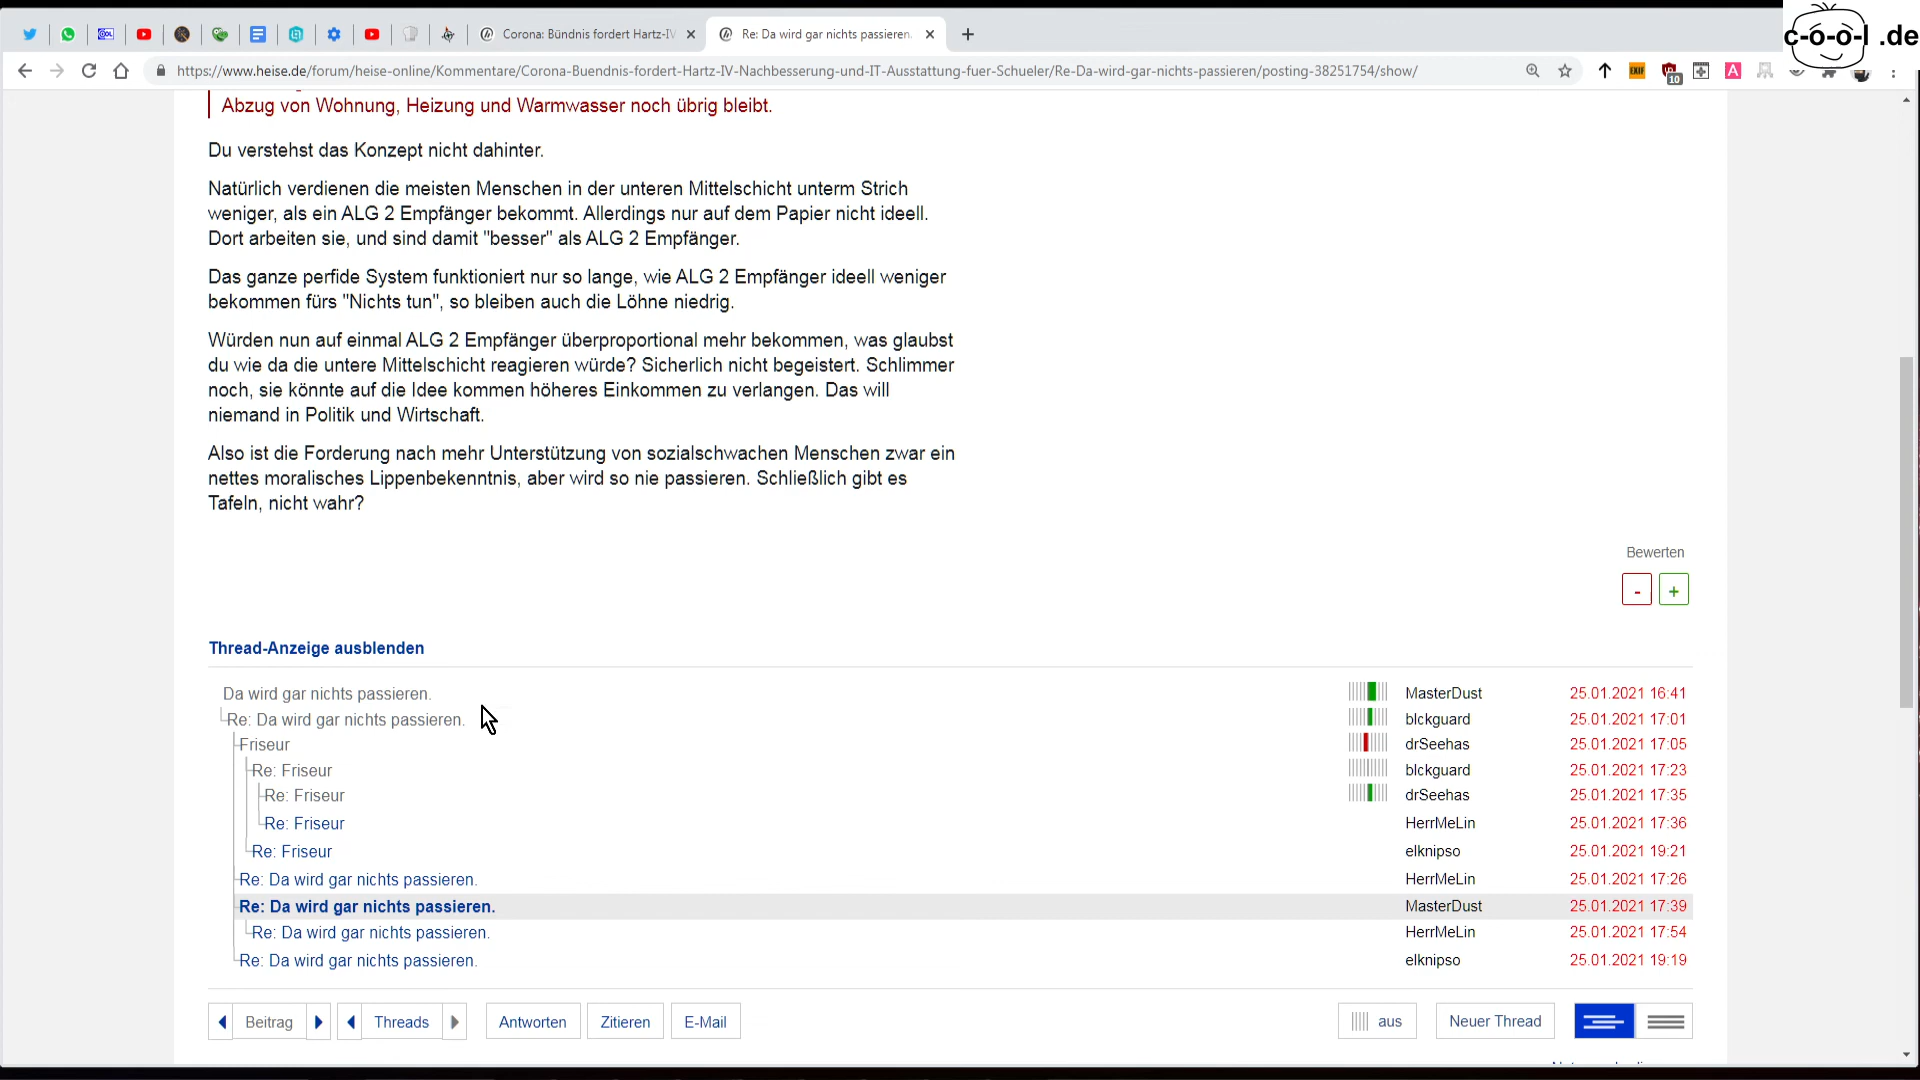 Corona: Bündnis fordert Hartz-IV
Re: Da wird gar nichts passieren.
c-o-o-l .de
https://www.heise.de/forum/heise-online/Kommentare/Corona-Buendnis-fordert-Hartz-IV-Nachbesserung-und-IT-Ausstattung-fuer-Schueler/Re-Da-wird-gar-nichts-passieren/posting-38251754/show/
EXIF
10
A
Abzug von Wohnung, Heizung und Warmwasser noch übrig bleibt.
Du verstehst das Konzept nicht dahinter.
Natürlich verdienen die meisten Menschen in der unteren Mittelschicht unterm Strich
weniger, als ein ALG 2 Empfänger bekommt. Allerdings nur auf dem Papier nicht ideell.
Dort arbeiten sie, und sind damit "besser" als ALG 2 Empfänger.
Das ganze perfide System funktioniert nur so lange, wie ALG 2 Empfänger ideell weniger
bekommen fürs "Nichts tun", so bleiben auch die Löhne niedrig.
Würden nun auf einmal ALG 2 Empfänger überproportional mehr bekommen, was glaubst
du wie da die untere Mittelschicht reagieren würde? Sicherlich nicht begeistert. Schlimmer
noch, sie könnte auf die Idee kommen höheres Einkommen zu verlangen. Das will
niemand in Politik und Wirtschaft.
Also ist die Forderung nach mehr Unterstützung von sozialschwachen Menschen zwar ein
nettes moralisches Lippenbekenntnis, aber wird so nie passieren. Schließlich gibt es
Tafeln, nicht wahr?
Bewerten
- +
Thread-Anzeige ausblenden
Da wird gar nichts passieren. MasterDust 25.01.2021 16:41
Re: Da wird gar nichts passieren. blckguard 25.01.2021 17:01
Friseur drSeehas 25.01.2021 17:05
Re: Friseur blckguard 25.01.2021 17:23
Re: Friseur drSeehas 25.01.2021 17:35
Re: Friseur HerrMeLin 25.01.2021 17:36
Re: Friseur elknipso 25.01.2021 19:21
Re: Da wird gar nichts passieren. HerrMeLin 25.01.2021 17:26
Re: Da wird gar nichts passieren. MasterDust 25.01.2021 17:39
Re: Da wird gar nichts passieren. HerrMeLin 25.01.2021 17:54
Re: Da wird gar nichts passieren. elknipso 25.01.2021 19:19
Beitrag Threads Antworten Zitieren E-Mail aus Neuer Thread